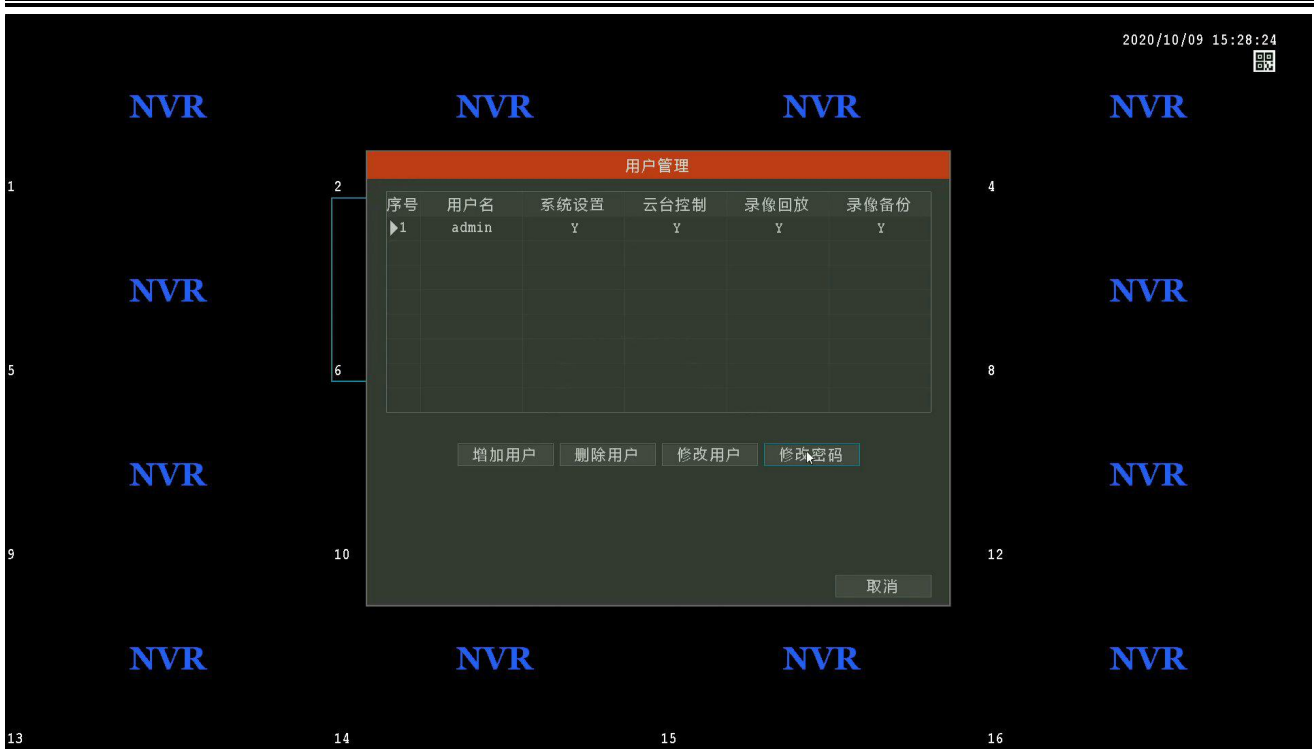 2020/10/09 15:28:24
NVR NVR NVR NVR
用户管理
1 2 4
序号 用户名 系统设置 云台控制 录像回放 录像备份
1 admin Y Y Y Y
NVR NVR
5 6 8
增加用户 删除用户 修改用户 修改密码
NVR NVR
9 10 12
取消
NVR NVR NVR NVR
13 14 15 16